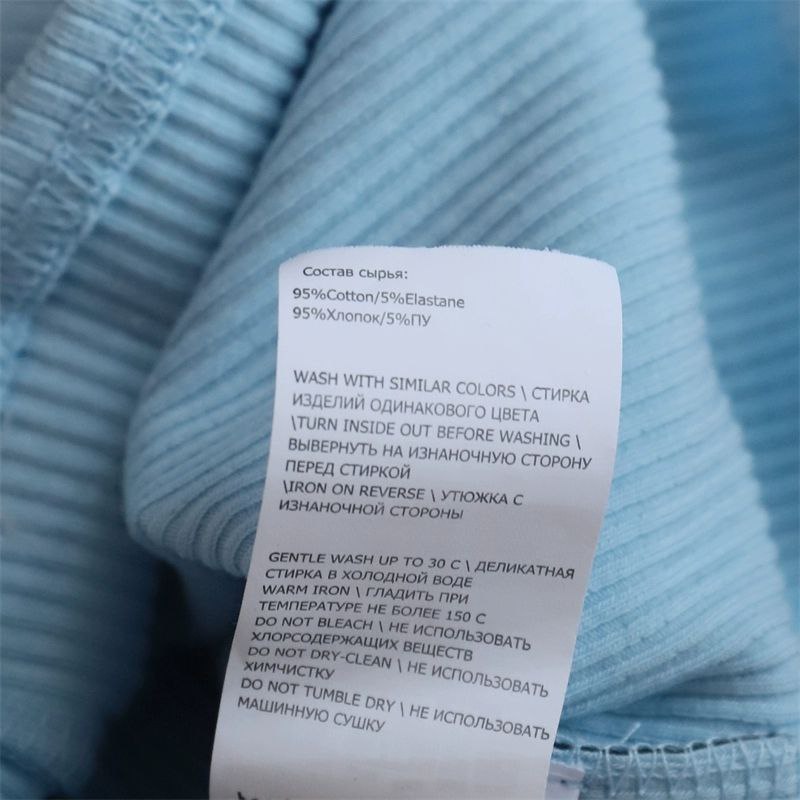 Состав сырья:
95%Cotton/5%Elastane
95%Хлопок/5%ПУ
WASH WITH SIMILAR COLORS \ СТИРКА
ИЗДЕЛИЙ ОДИНАКОВОГО ЦВЕТА
\TURN INSIDE OUT BEFORE WASHING \
ВЫВЕРНУТЬ НА ИЗНАНОЧНУЮ СТОРОНУ
ПЕРЕД СТИРКОЙ
\IRON ON REVERSE \ УТЮЖКА С
ИЗНАНОЧНОЙ СТОРОНЫ
GENTLE WASH UP TO 30 C \ ДЕЛИКАТНАЯ
СТИРКА В ХОЛОДНОЙ ВОДЕ
WARM IRON \ ГЛАДИТЬ ПРИ
ТЕМПЕРАТУРЕ НЕ БОЛЕЕ 150 С
DO NOT BLEACH \ НЕ ИСПОЛЬЗОВАТЬ
ХЛОРСОДЕРЖАЩИХ ВЕЩЕСТВ
DO NOT DRY-CLEAN \ НЕ ИСПОЛЬЗОВАТЬ
ХИМЧИСТКУ
DO NOT TUMBLE DRY \ НЕ ИСПОЛЬЗОВАТЬ
МАШИННУЮ СУШКУ